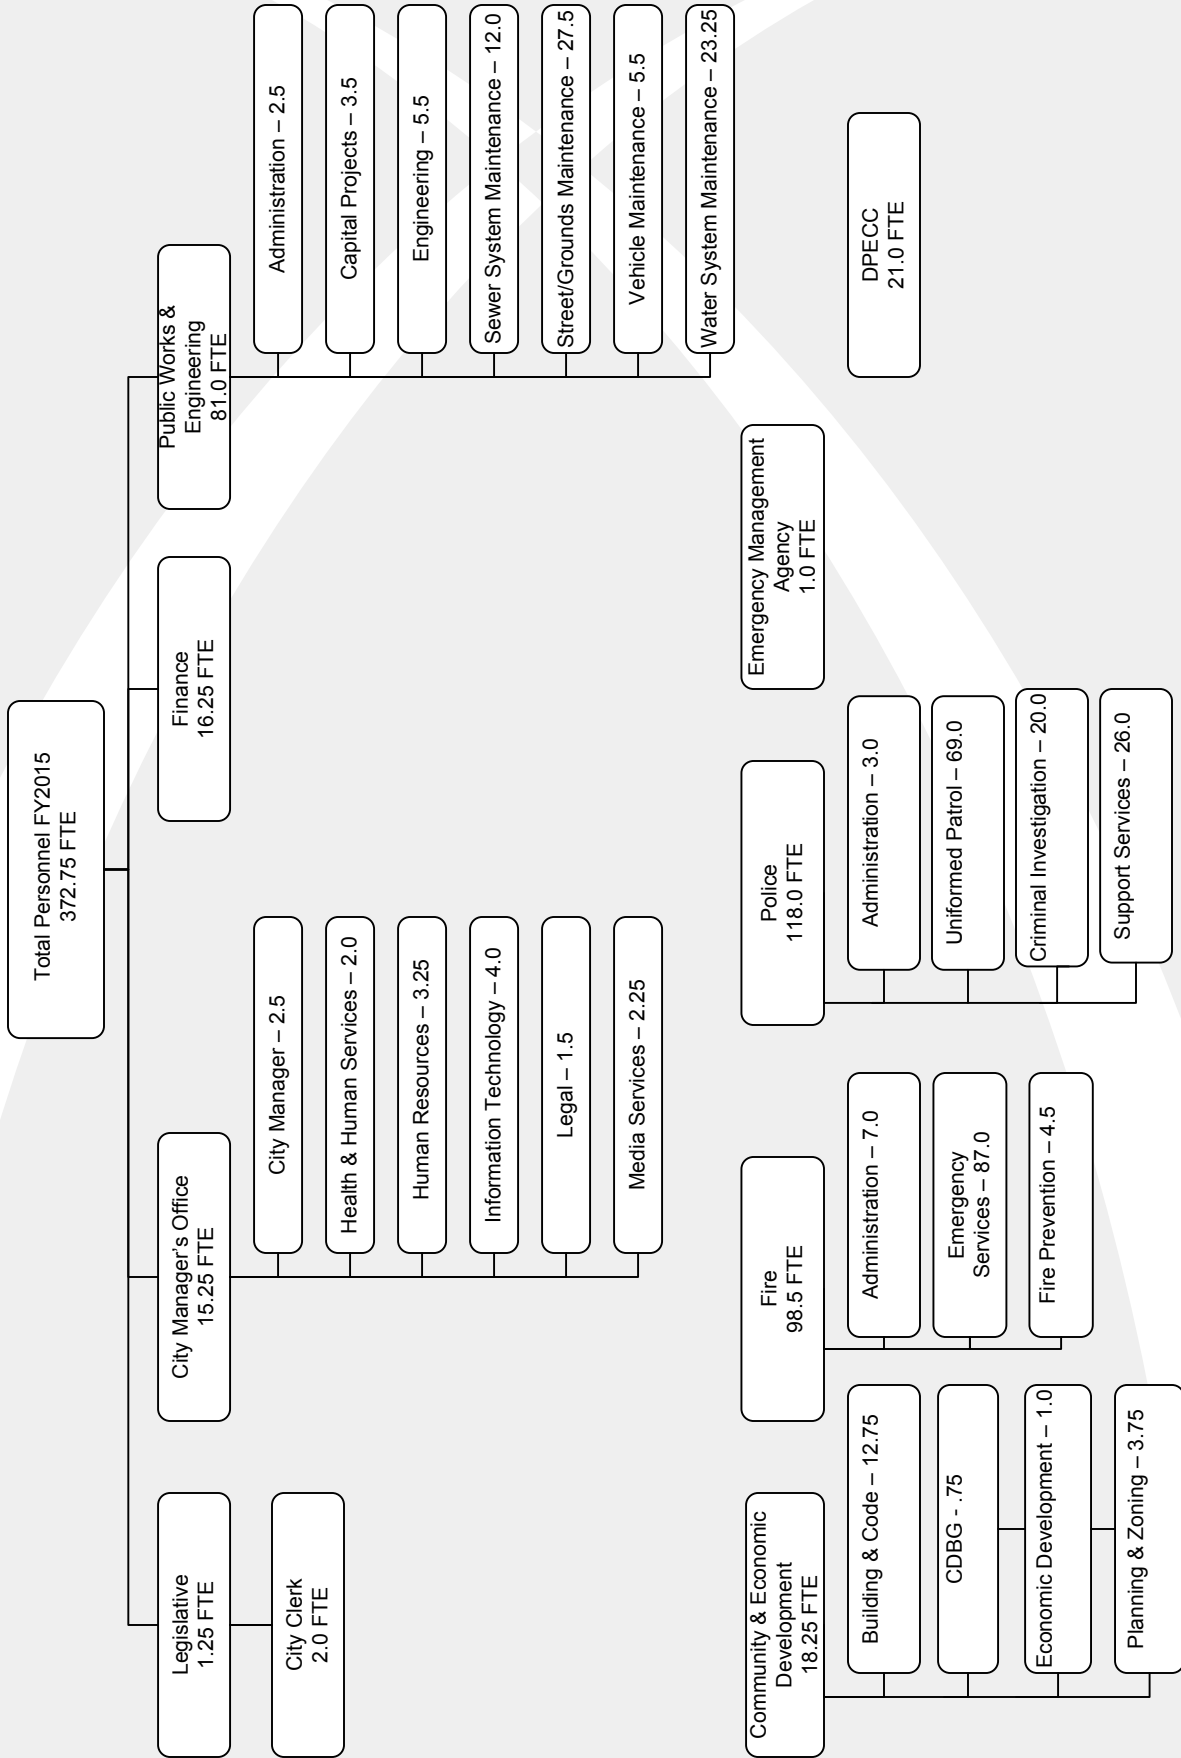 Total Personnel FY2015
372.75 FTE
Legislative
1.25 FTE
City Clerk
2.0 FTE
City Manager's Office
15.25 FTE
City Manager – 2.5
Health & Human Services – 2.0
Human Resources – 3.25
Information Technology – 4.0
Legal – 1.5
Media Services – 2.25
Finance
16.25 FTE
Public Works &
Engineering
81.0 FTE
Administration – 2.5
Capital Projects – 3.5
Engineering – 5.5
Sewer System Maintenance – 12.0
Street/Grounds Maintenance – 27.5
Vehicle Maintenance – 5.5
Water System Maintenance – 23.25
Community & Economic
Development
18.25 FTE
Building & Code – 12.75
CDBG - .75
Economic Development – 1.0
Planning & Zoning – 3.75
Fire
98.5 FTE
Administration – 7.0
Emergency
Services – 87.0
Fire Prevention – 4.5
Police
118.0 FTE
Administration – 3.0
Uniformed Patrol – 69.0
Criminal Investigation – 20.0
Support Services – 26.0
Emergency Management
Agency
1.0 FTE
DPECC
21.0 FTE